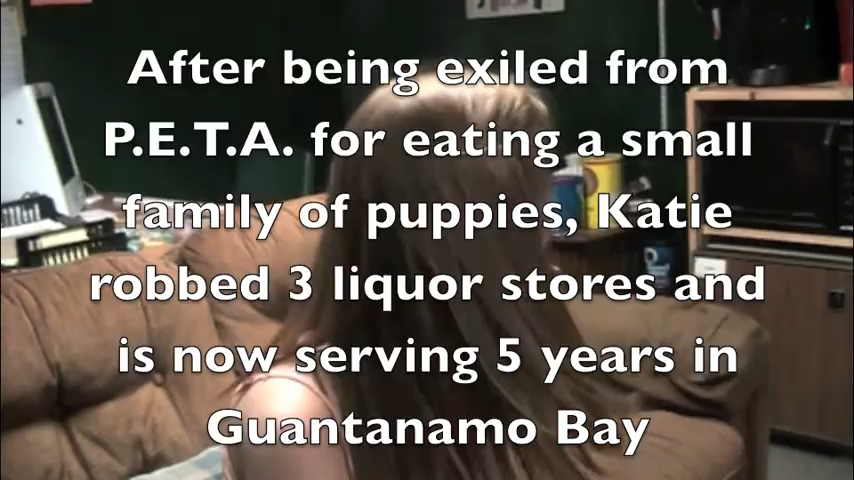 After being exiled from
P.E.T.A. for eating a small
family of puppies, Katie
robbed 3 liquor stores and
is now serving 5 years in
Guantanamo Bay